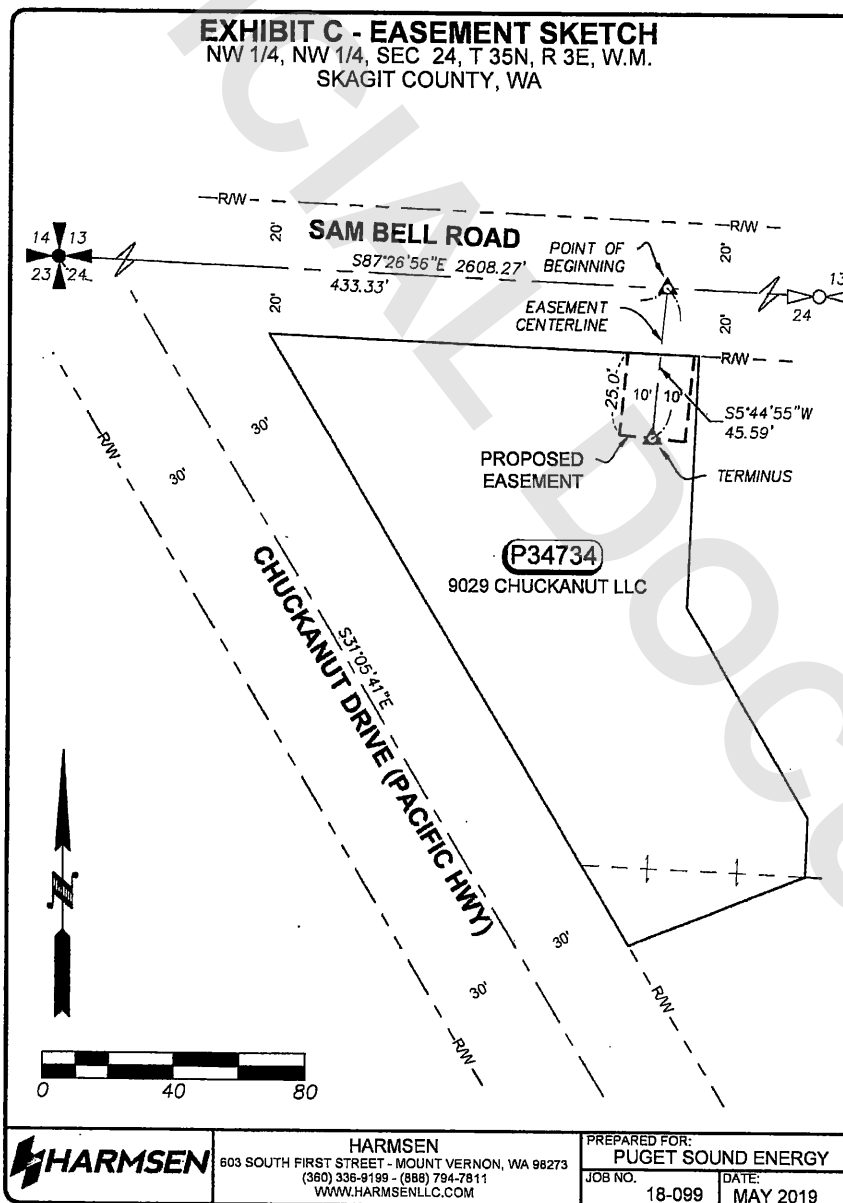 EXHIBIT C - EASEMENT SKETCH
NW 1/4, NW 1/4, SEC 24, T 35N, R 3E, W.M.
SKAGIT COUNTY, WA
R/W
R/W
20'
SAM BELL ROAD
20'
14 13
23 24
S87°26'56"E 2608.27'
433.33'
POINT OF
BEGINNING
13
24
20'
EASEMENT
CENTERLINE
20'
R/W
25.0'
10' 10'
S5°44'55"W
45.59'
PROPOSED
EASEMENT
TERMINUS
R/W
30'
30'
P34734
9029 CHUCKANUT LLC
CHUCKANUT DRIVE (PACIFIC HWY)
S31°05'41"E
N
30'
30'
R/W
R/W
0 40 80
HARMSEN
HARMSEN
603 SOUTH FIRST STREET - MOUNT VERNON, WA 98273
(360) 336-9199 - (888) 794-7811
WWW.HARMSENLLC.COM
PREPARED FOR:
PUGET SOUND ENERGY
JOB NO.
18-099
DATE:
MAY 2019
CIAL DOCU